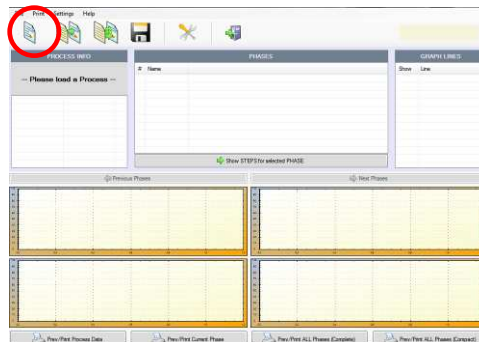 Print Settings Help
PROCESS INFO
PHASES
GRAPH LINES
-- Please load a Process --
# Name
Show Line
Show STEPS for selected PHASE
Previous Phases
Next Phases
Prev/Print Process Data
Prev/Print Current Phase
Prev/Print ALL Phases (Complete)
Prev/Print ALL Phases (Compact)